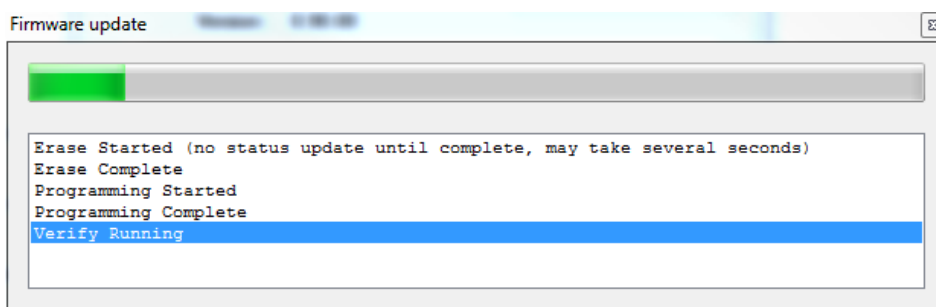 Firmware update
Erase Started (no status update until complete, may take several seconds)
Erase Complete
Programming Started
Programming Complete
Verify Running